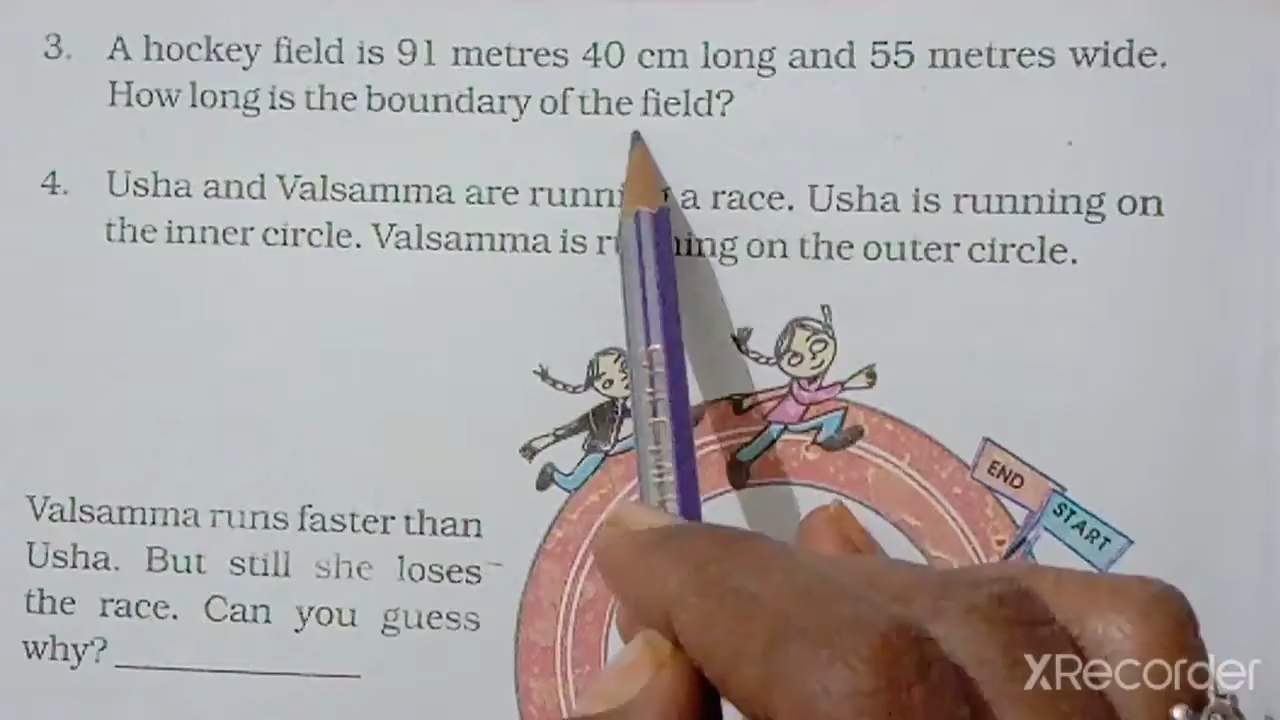 3. A hockey field is 91 metres 40 cm long and 55 metres wide.
How long is the boundary of the field?
4. Usha and Valsamma are a race. Usha is running on
the inner circle. Valsamma is on the outer circle.
END
START
Valsamma runs faster than
Usha. But still she loses
the race. Can you guess
why?
XRecorder